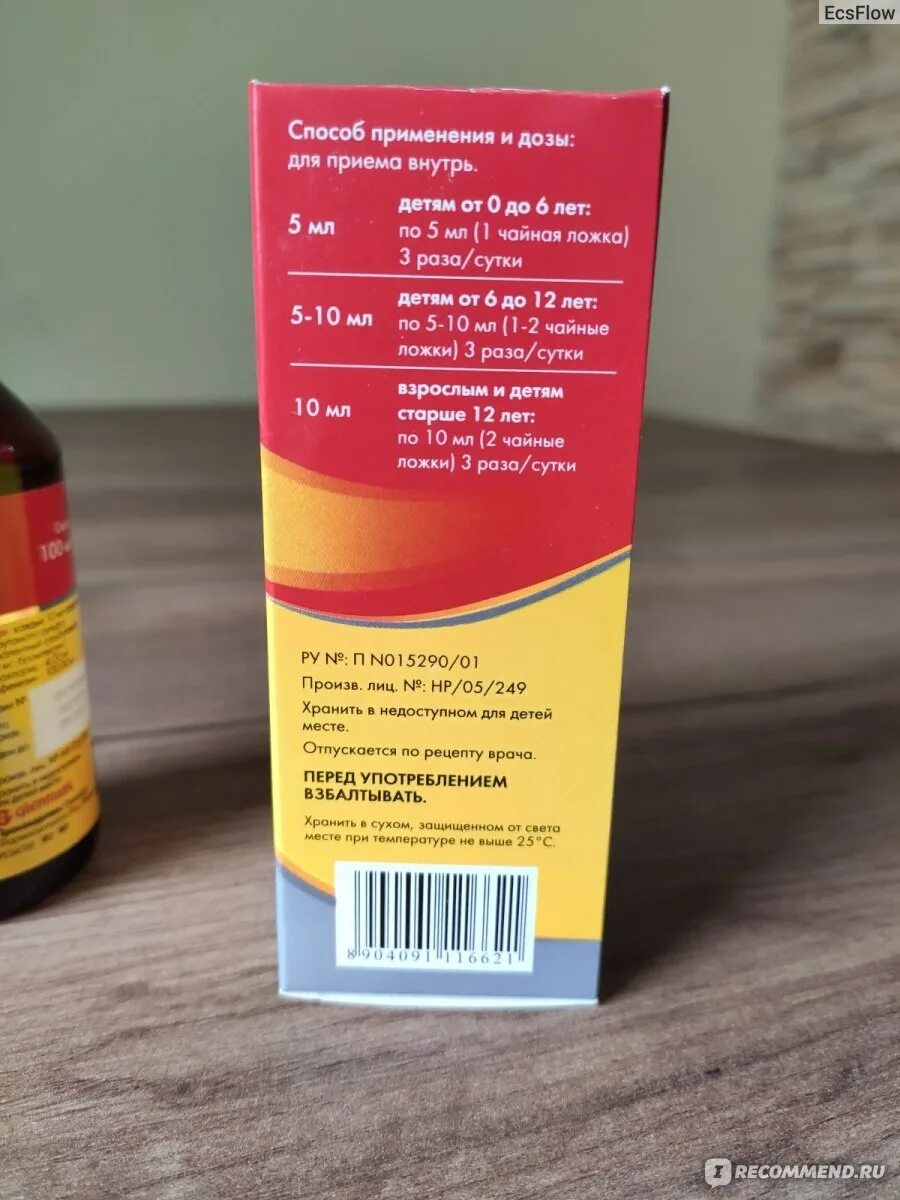 EcsFlow
Способ применения и дозы:
для приема внутрь.
5 мл
детям от 0 до 6 лет:
по 5 мл (1 чайная ложка)
3 раза/сутки
5-10 мл
детям от 6 до 12 лет:
по 5-10 мл (1-2 чайные
ложки) 3 раза/сутки
10 мл
взрослым и детям
старше 12 лет:
по 10 мл (2 чайные
ложки) 3 раза/сутки
РУ №: П N015290/01
Произв. лиц. №: HP/05/249
Хранить в недоступном для детей
месте.
Отпускается по рецепту врача.
ПЕРЕД УПОТРЕБЛЕНИЕМ
ВЗБАЛТЫВАТЬ.
Хранить в сухом, защищенном от света
месте при температуре не выше 25°С.
8 904091 116621
100
Glenmark
RECOMMEND.RU